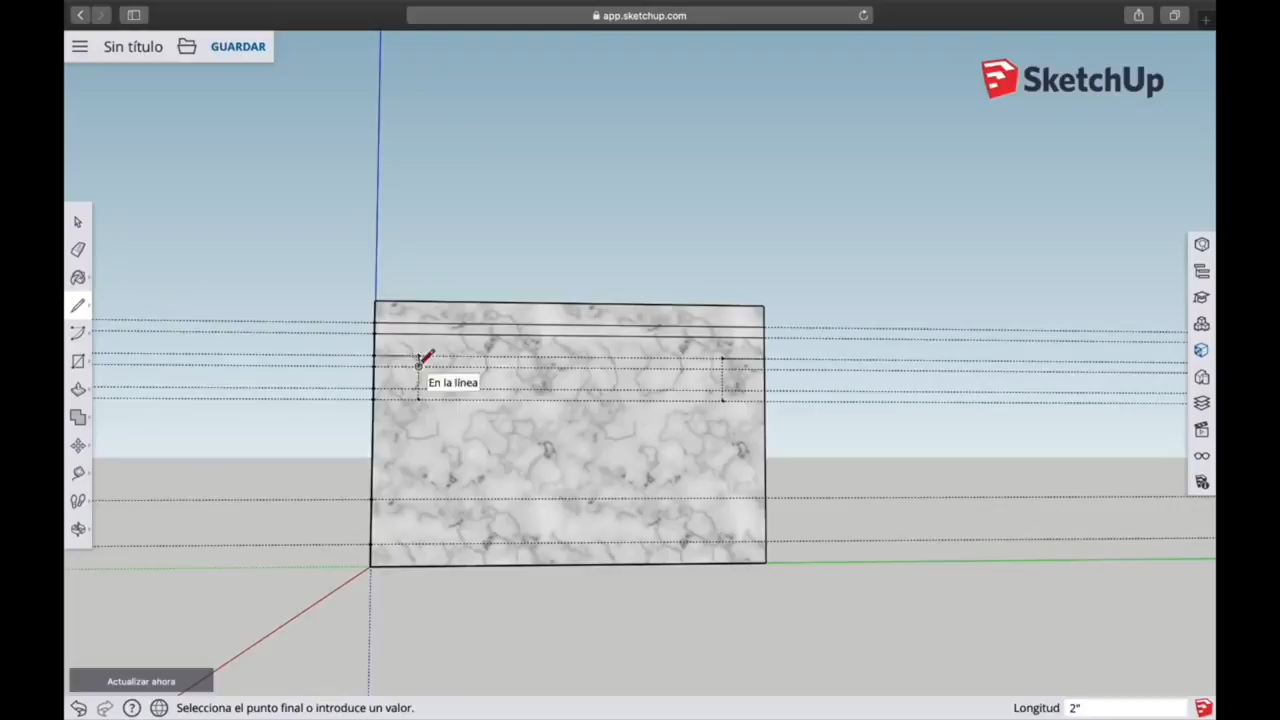 app.sketchup.com
Sin título
GUARDAR
SketchUp
En la línea
Actualizar ahora
Selecciona el punto final o introduce un valor.
Longitud 2"